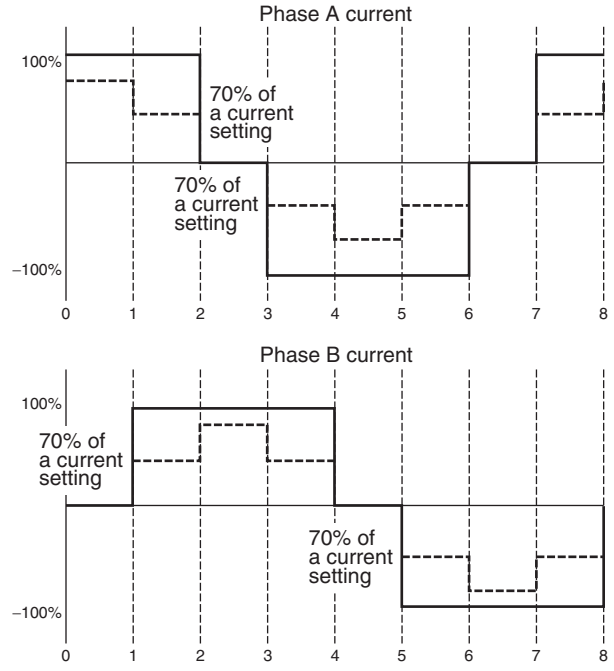 Phase A current
100%
70% of
a current
setting
70% of
a current
setting
–100%
0 1 2 3 4 5 6 7 8
Phase B current
100%
70% of
a current
setting
70% of
a current
setting
–100%
0 1 2 3 4 5 6 7 8